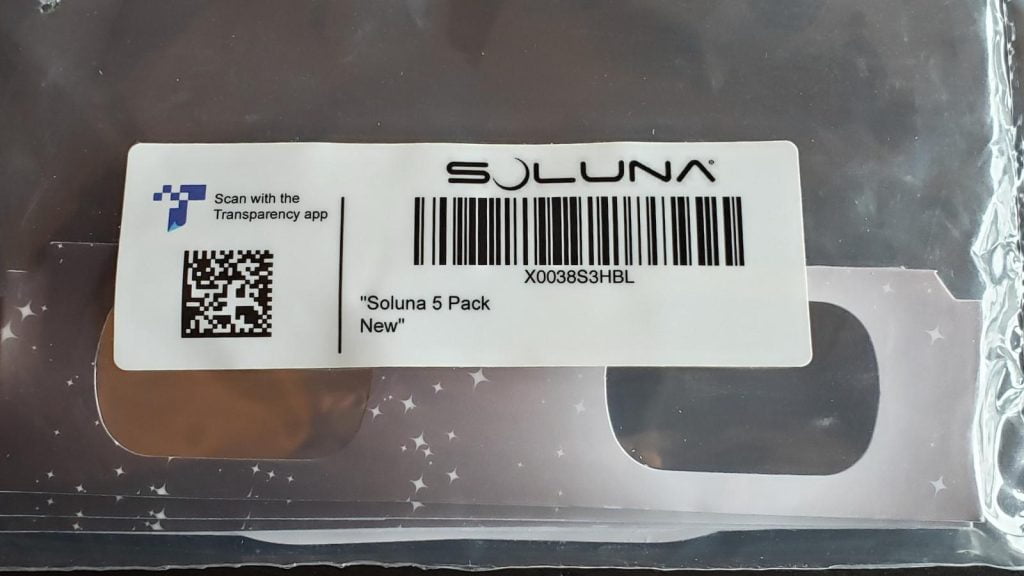 Scan with the
Transparency app
SOLUNA®
X0038S3HBL
"Soluna 5 Pack
New"